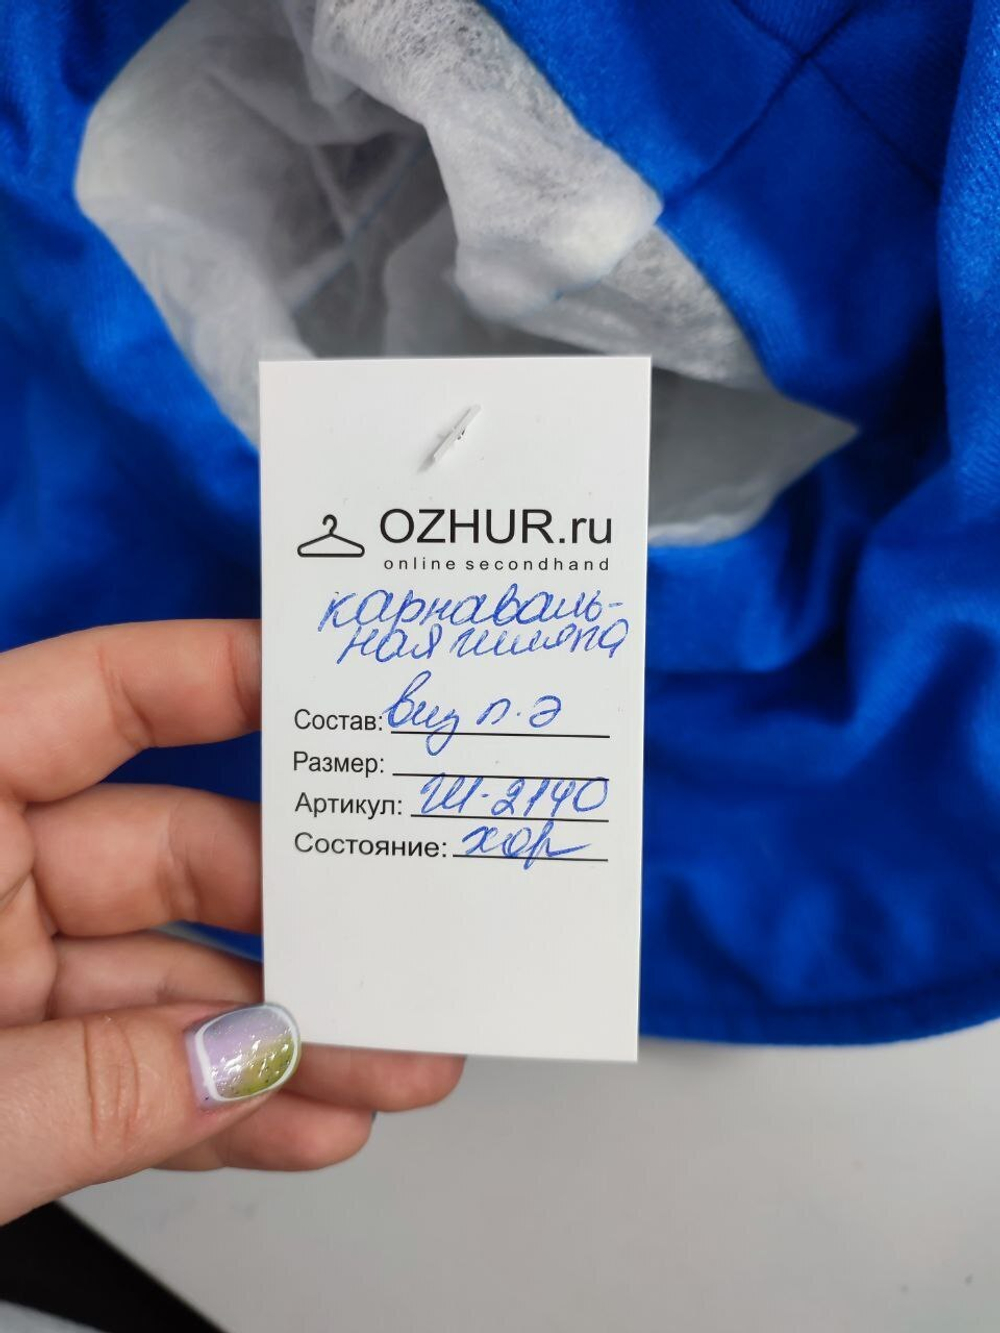 OZHUR.ru
online secondhand
карнаваль-
ная шляпа
Состав: виз п.э
Размер:
Артикул: Ш-2140
Состояние: хор